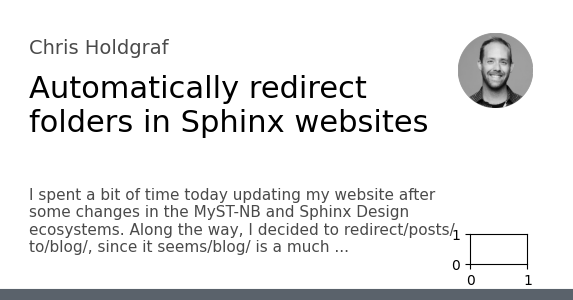 Chris Holdgraf
Automatically redirect
folders in Sphinx websites
I spent a bit of time today updating my website after
some changes in the MyST-NB and Sphinx Design
ecosystems. Along the way, I decided to redirect/posts/
to/blog/, since it seems/blog/ is a much ...
1
0
0 1